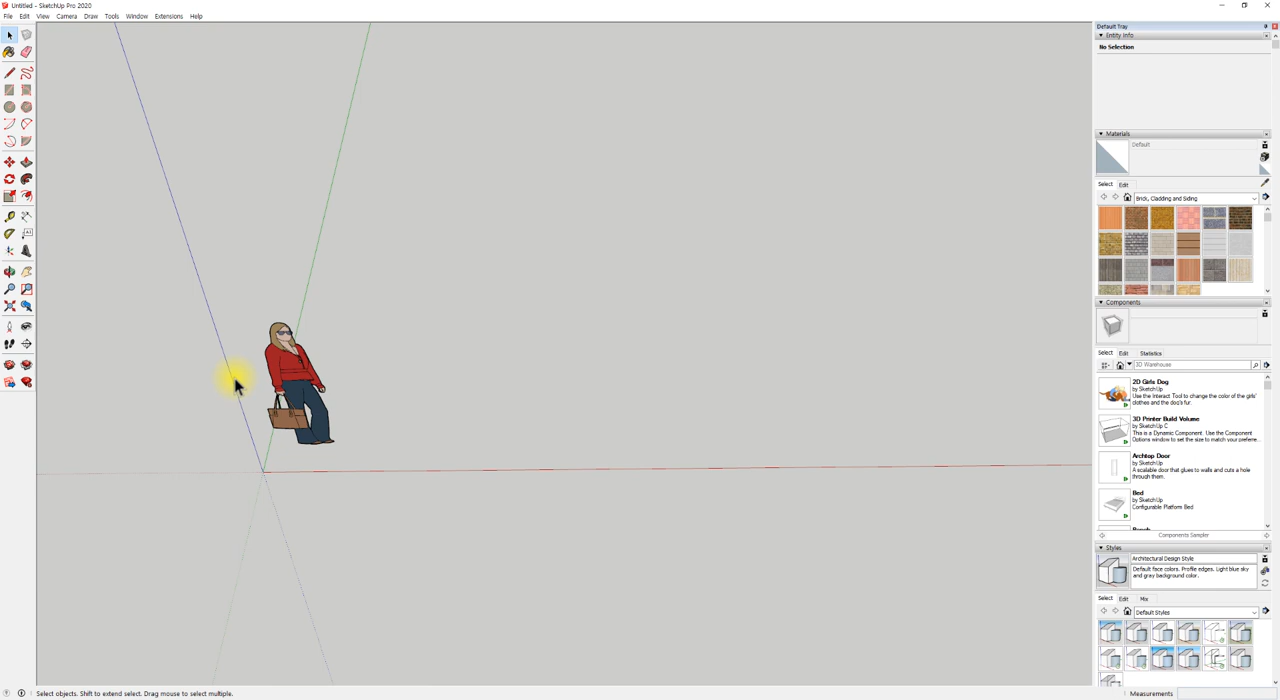 Untitled - SketchUp Pro 2020
File Edit View Camera Draw Tools Window Extensions Help
Default Tray
Entity Info
No Selection
Materials
Default
Select Edit
Brick, Cladding and Siding
Components
Select Edit Statistics
3D Warehouse
2D Girls Dog
by SketchUp
Use the Interact Tool to change the color of the girls' clothes and the dog's fur.
3D Printer Build Volume
by SketchUp C
This is a Dynamic Component. Use the Component Options window to set the size to match your preferre...
Archtop Door
by SketchUp
A scalable door that glues to walls and cuts a hole through them.
Bed
by SketchUp
Configurable Platform Bed
Components Sampler
Styles
Architectural Design Style
Default face colors. Profile edges. Light blue sky and gray background color.
Select Edit Mix
Default Styles
Select objects. Shift to extend select. Drag mouse to select multiple.
Measurements